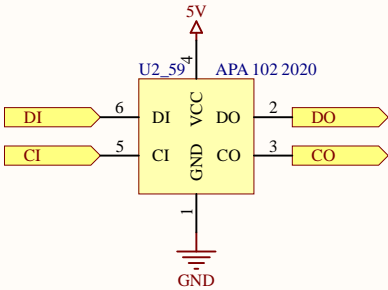 5V
4
U2_59 APA 102 2020
DI 6 DI VCC DO 2 DO
CI 5 CI GND CO 3 CO
1
GND